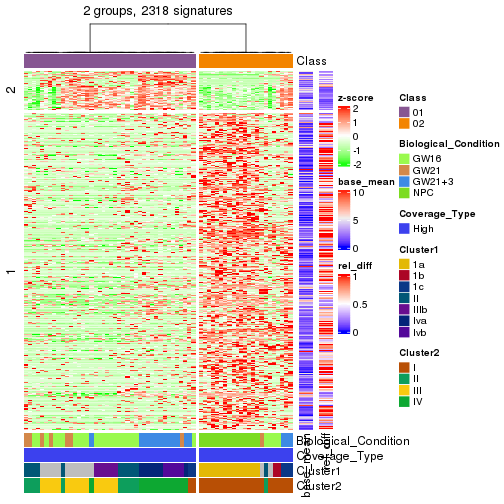 2 groups, 2318 signatures
Class
2
1
Biological_Condition
Coverage_Type
Cluster1
Cluster2
base_mean
rel_diff
z-score
2
1
0
-1
-2
base_mean
10
5
0
rel_diff
1
0.5
0
Class
01
02
Biological_Condition
GW16
GW21
GW21+3
NPC
Coverage_Type
High
Cluster1
1a
1b
1c
II
IIIb
Iva
Ivb
Cluster2
I
II
III
IV